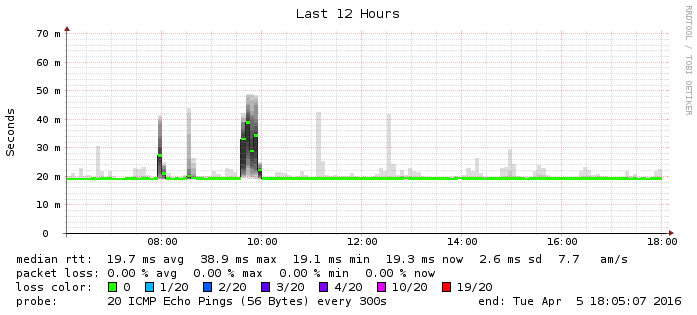 Last 12 Hours
RRDTOOL / TOBI OETIKER
70 m
60 m
50 m
40 m
30 m
20 m
10 m
0
Seconds
08:00 10:00 12:00 14:00 16:00 18:00
median rtt: 19.7 ms avg 38.9 ms max 19.1 ms min 19.3 ms now 2.6 ms sd 7.7 am/s
packet loss: 0.00 % avg 0.00 % max 0.00 % min 0.00 % now
loss color: 0 1/20 2/20 3/20 4/20 10/20 19/20
probe: 20 ICMP Echo Pings (56 Bytes) every 300s end: Tue Apr 5 18:05:07 2016